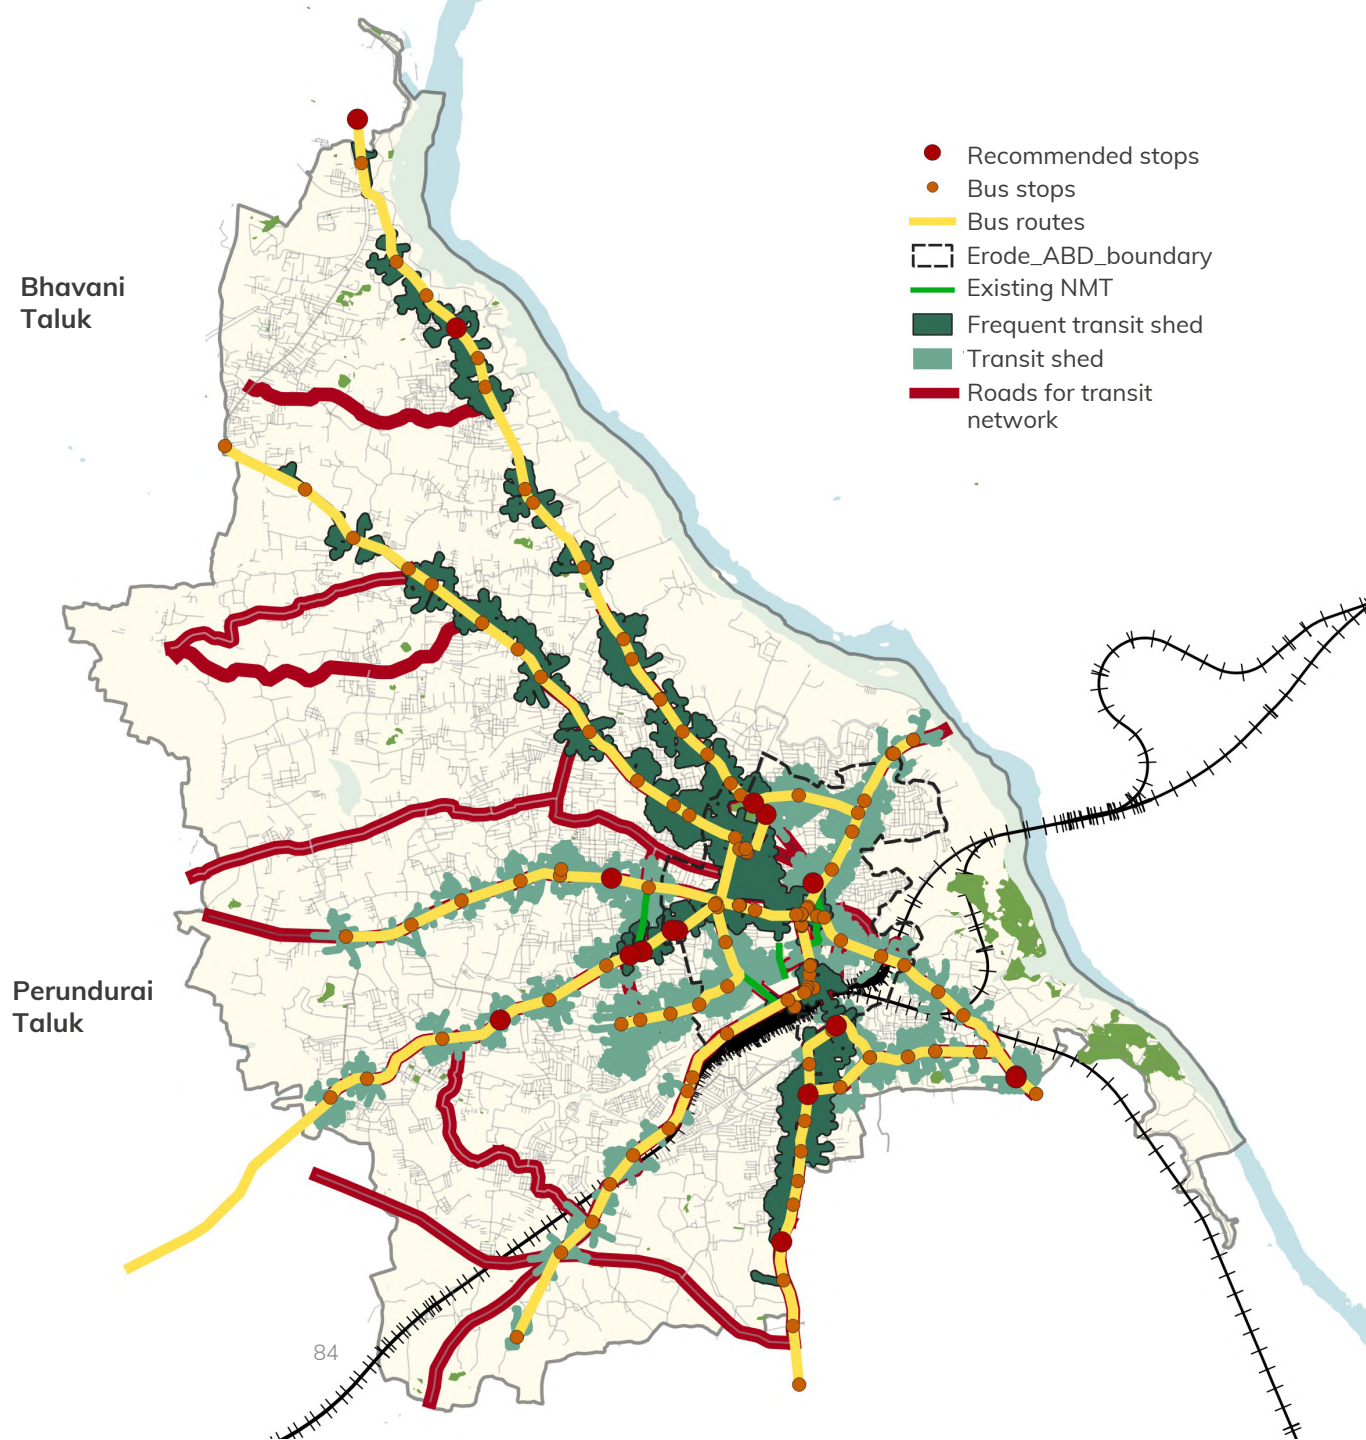 Recommended stops
Bus stops
Bus routes
Erode_ABD_boundary
Existing NMT
Frequent transit shed
Transit shed
Roads for transit
network
Bhavani
Taluk
Perundurai
Taluk
84